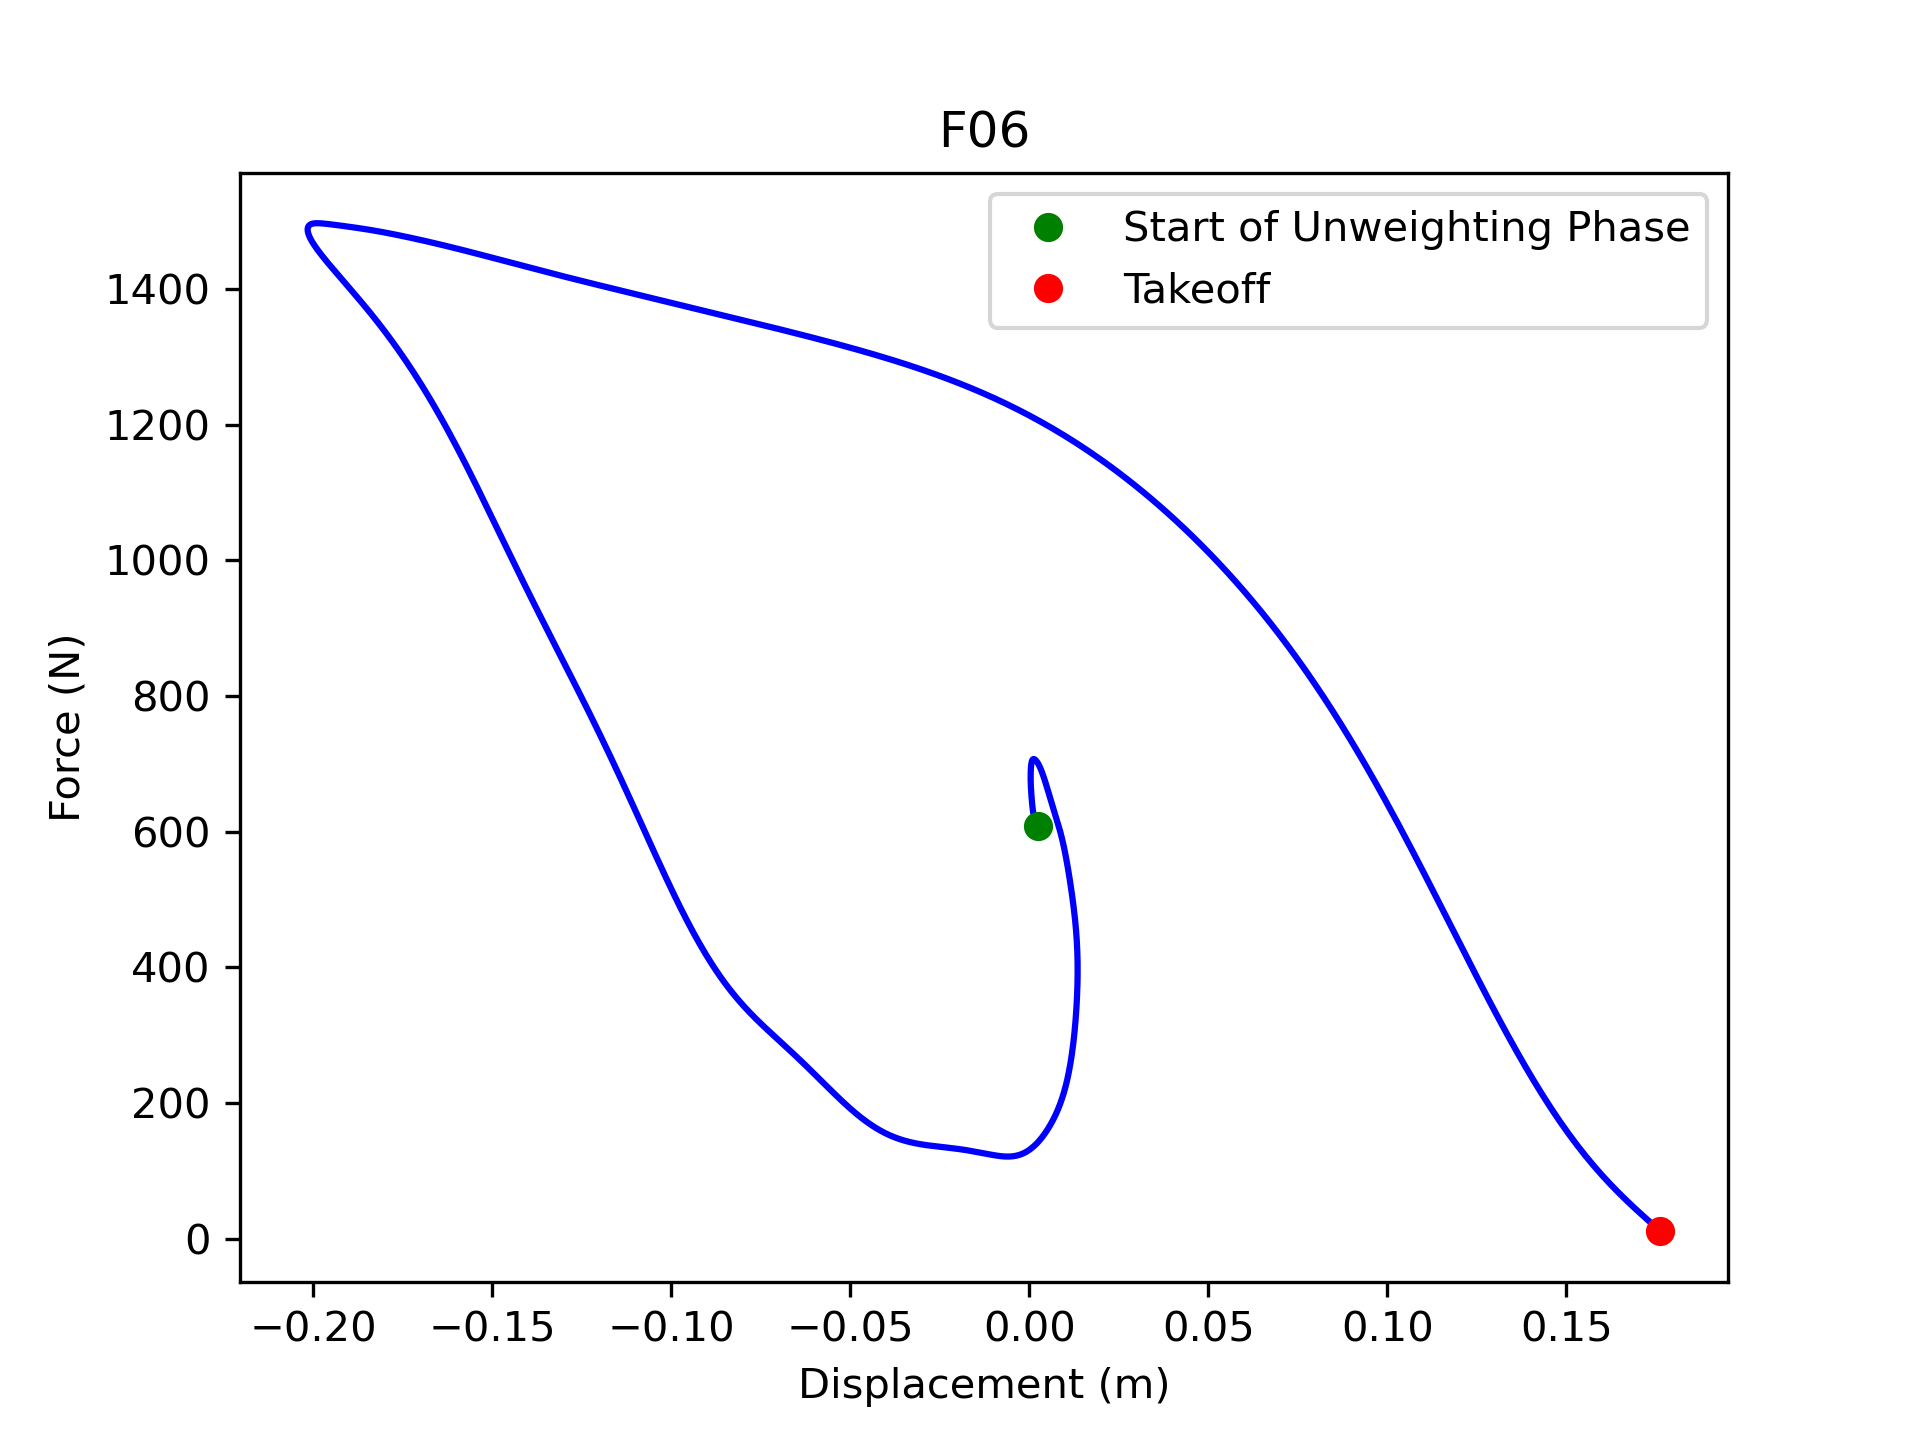 F06
Start of Unweighting Phase
Takeoff
1400
1200
1000
800
600
400
200
0
Force (N)
−0.20 −0.15 −0.10 −0.05 0.00 0.05 0.10 0.15
Displacement (m)